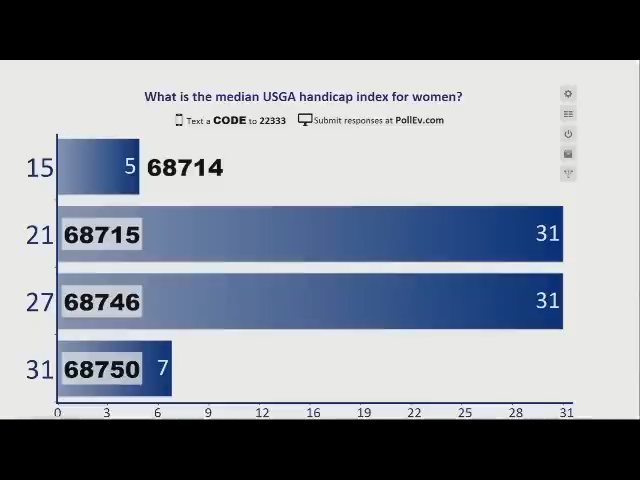 What is the median USGA handicap index for women?
Text a CODE to 22333 Submit responses at PollEv.com
15 5 68714
21 68715 31
27 68746 31
31 68750 7
0 3 6 9 12 16 19 22 25 28 31